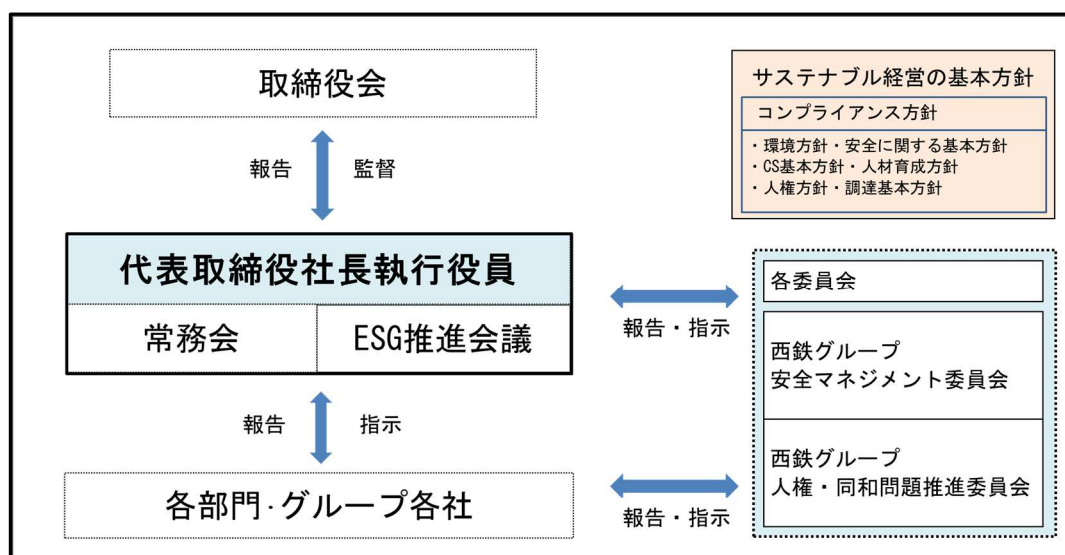 取締役会
報告
監督
代表取締役社長執行役員
常務会
ESG推進会議
報告
指示
各部門・グループ各社
サステナブル経営の基本方針
コンプライアンス方針
・環境方針・安全に関する基本方針
・CS基本方針・人材育成方針
・人権方針・調達基本方針
報告・指示
各委員会
西鉄グループ
安全マネジメント委員会
西鉄グループ
人権・同和問題推進委員会
報告・指示